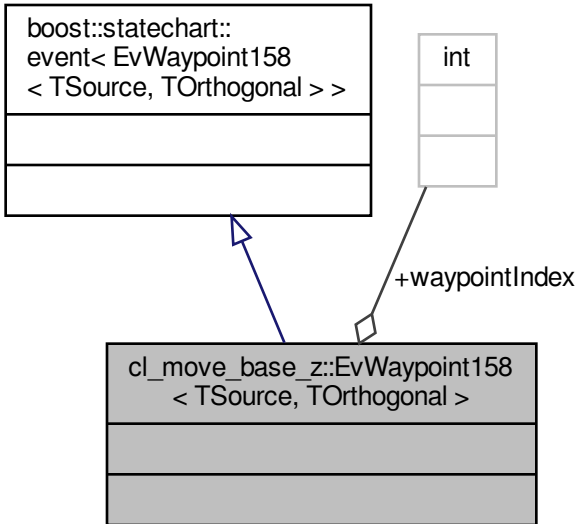 boost::statechart::
event< EvWaypoint158
< TSource, TOrthogonal > >
int
+waypointIndex
cl_move_base_z::EvWaypoint158
< TSource, TOrthogonal >